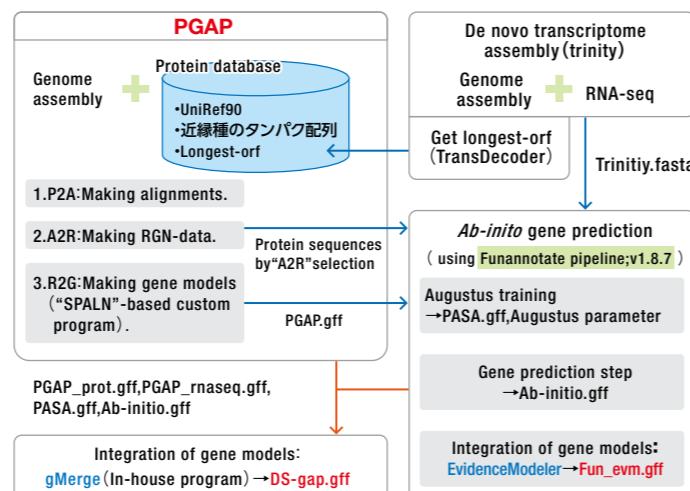 PGAP
Genome
assembly
Protein database
•UniRef90
•近縁種のタンパク配列
•Longest-orf
1.P2A:Making alignments.
2.A2R:Making RGN-data.
3.R2G:Making gene models
("SPALN"-based custom
program).
Protein sequences
by"A2R"selection
PGAP.gff
De novo transcriptome
assembly(trinity)
Genome
assembly
RNA-seq
Get longest-orf
(TransDecoder)
Trinitiy.fasta
Ab-inito gene prediction
( using Funannotate pipeline;v1.8.7 )
Augustus training
→PASA.gff,Augustus parameter
Gene prediction step
→Ab-initio.gff
Integration of gene models:
EvidenceModeler→Fun_evm.gff
PGAP_prot.gff,PGAP_rnaseq.gff,
PASA.gff,Ab-initio.gff
Integration of gene models:
gMerge(In-house program)→DS-gap.gff